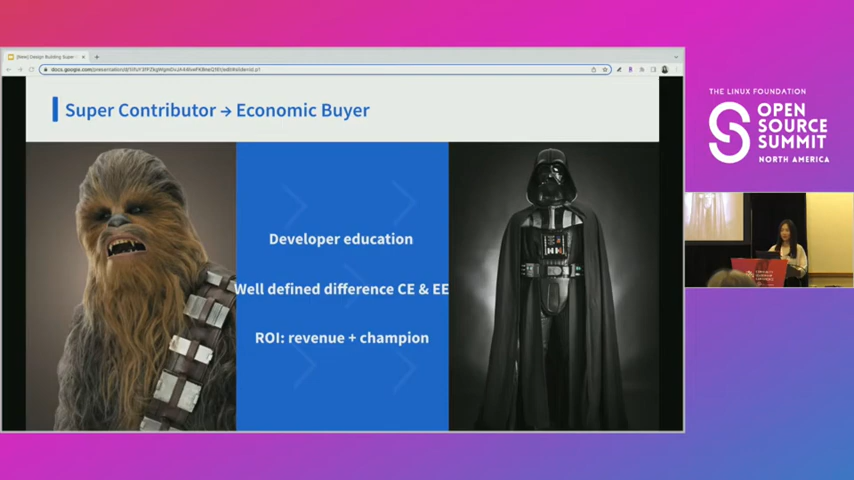 Super Contributor → Economic Buyer
Developer education
Well defined difference CE & EE
ROI: revenue + champion
THE LINUX FOUNDATION
OPEN
SOURCE
SUMMIT
NORTH AMERICA